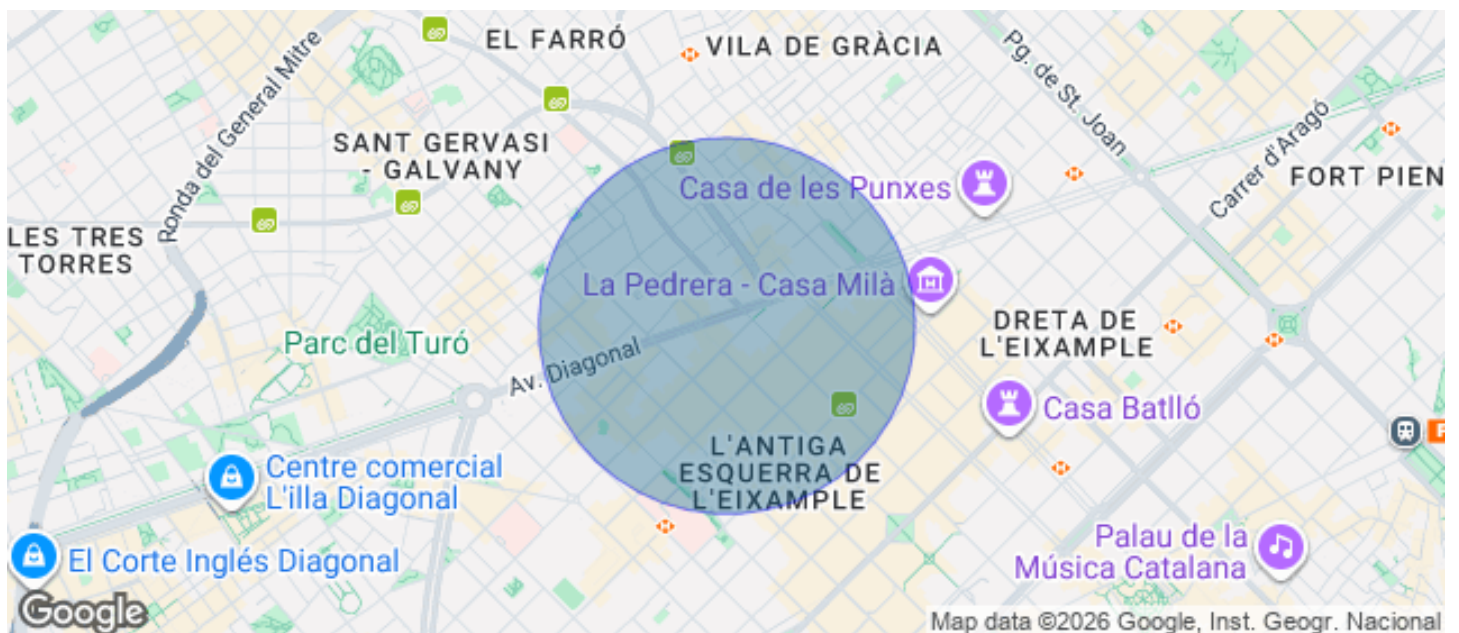 EL FARRÓ
VILA DE GRÀCIA
Pg. de St. Joan
Ronda del General Mitre
SANT GERVASI
- GALVANY
Casa de les Punxes
Carrer d'Aragó
FORT PIEN
LES TRES
TORRES
La Pedrera - Casa Milà
DRETA DE
L'EIXAMPLE
Parc del Turó
Av. Diagonal
Casa Batlló
L'ANTIGA
ESQUERRA DE
L'EIXAMPLE
Centre comercial
L'illa Diagonal
El Corte Inglés Diagonal
Palau de la
Música Catalana
Google
Map data ©2026 Google, Inst. Geogr. Nacional